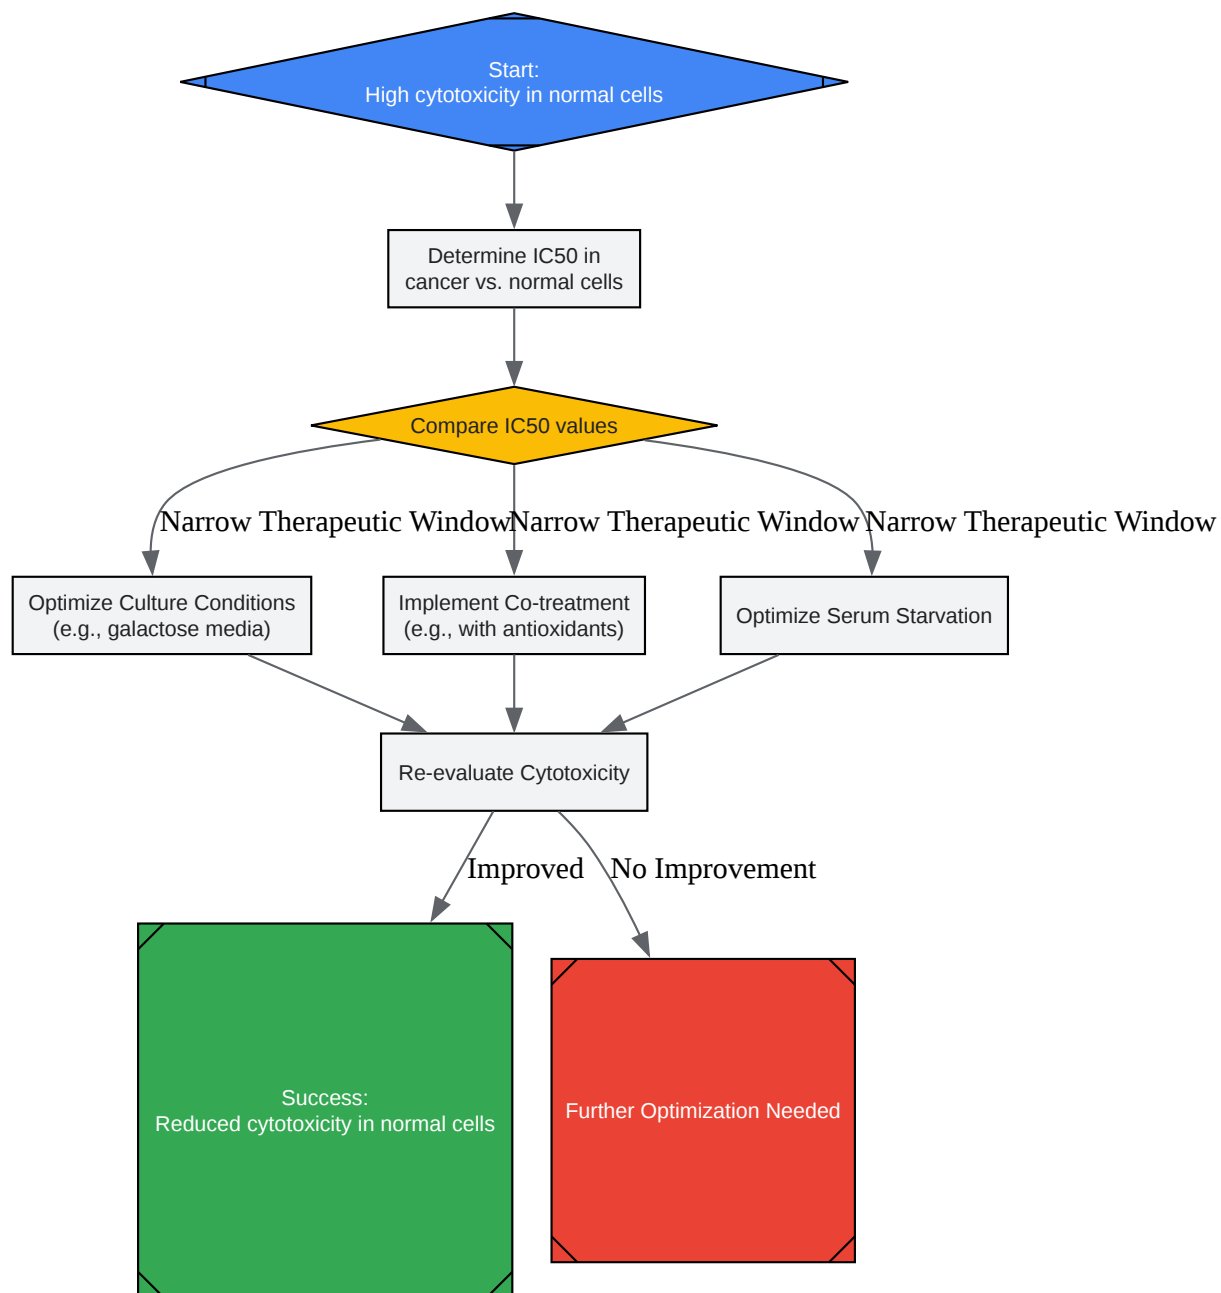 Start:
High cytotoxicity in normal cells
Determine IC50 in
cancer vs. normal cells
Compare IC50 values
Narrow Therapeutic Window
Narrow Therapeutic Window
Narrow Therapeutic Window
Optimize Culture Conditions
(e.g., galactose media)
Implement Co-treatment
(e.g., with antioxidants)
Optimize Serum Starvation
Re-evaluate Cytotoxicity
Improved
No Improvement
Success:
Reduced cytotoxicity in normal cells
Further Optimization Needed